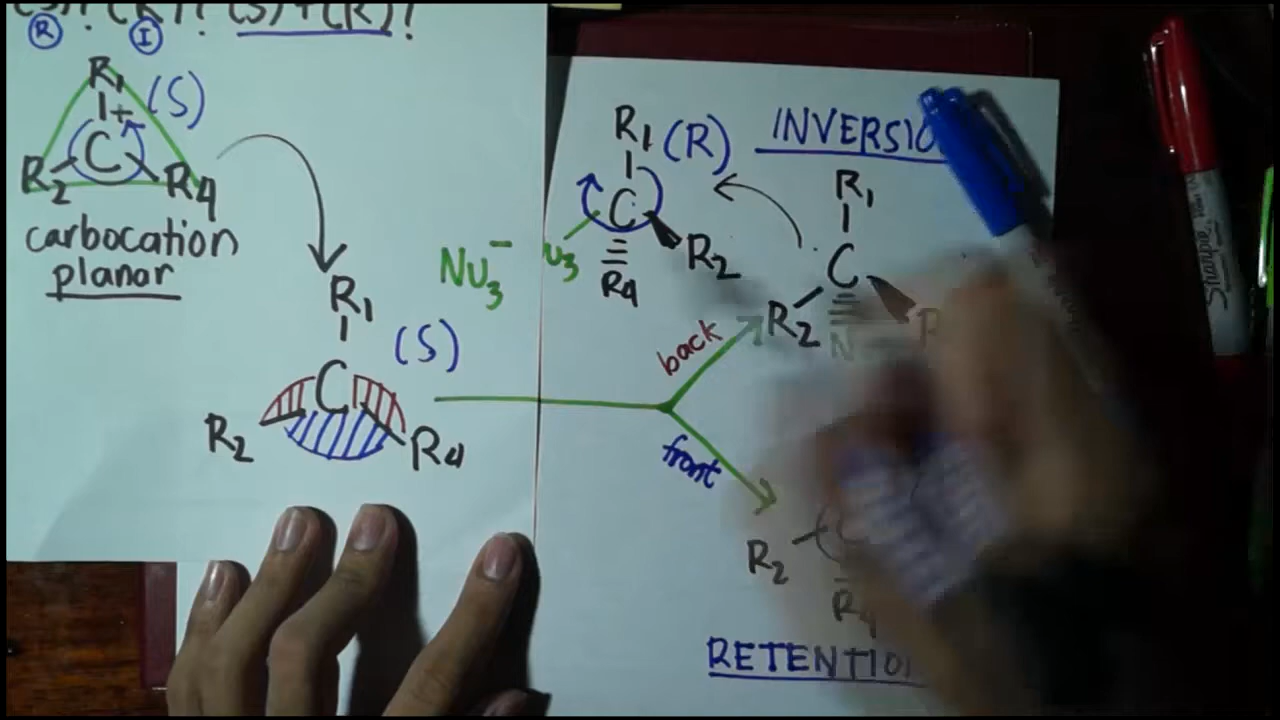 (S)? (R)? (S)+(R)?
R I
R1
+
(S)
C
R2 R4
carbocation
planar
R1
C
(S)
R2 R4
Nu3⁻
R1 (R)
C
R2
R4
INVERSIO
R1
C
R2
back
front
R2
R4
RETENTIO
Sharpie